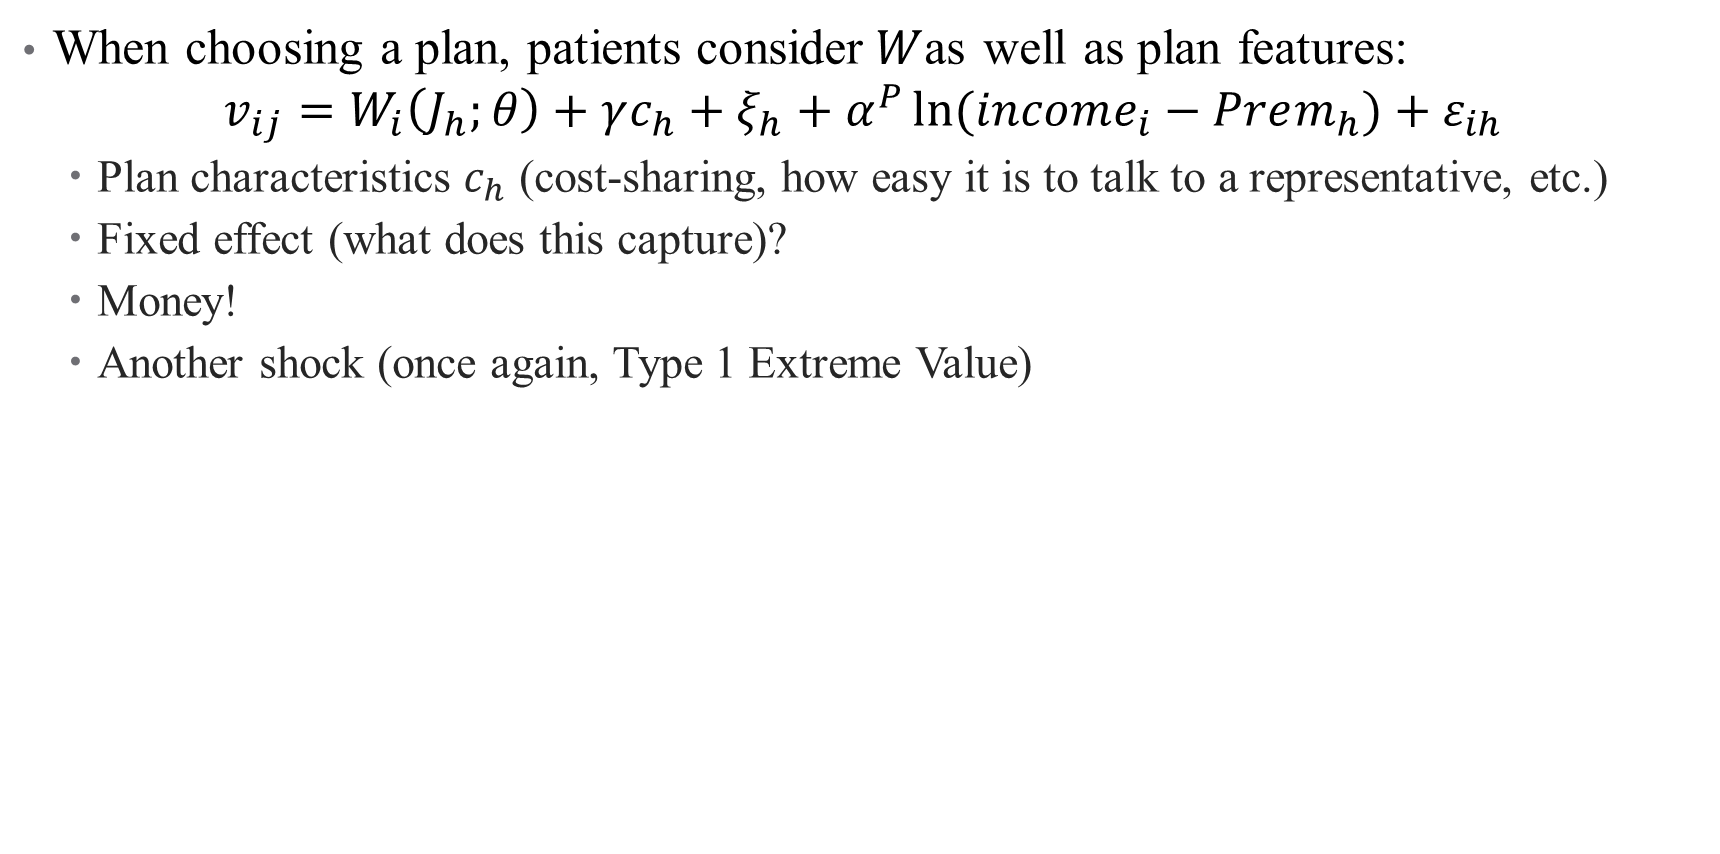 • When choosing a plan, patients consider W as well as plan features:
v_{ij} = W_i(J_h; θ) + γc_h + ξ_h + α^P ln(income_i − Prem_h) + ε_{ih}
• Plan characteristics c_h (cost-sharing, how easy it is to talk to a representative, etc.)
• Fixed effect (what does this capture)?
• Money!
• Another shock (once again, Type 1 Extreme Value)